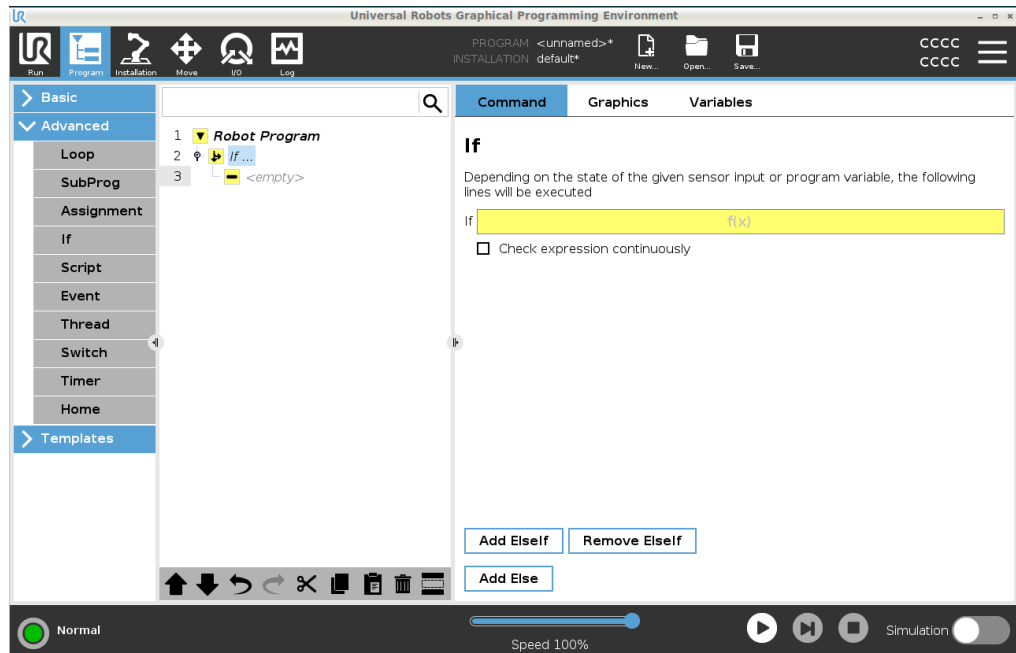 Universal Robots Graphical Programming Environment
Run
Program
Installation
Move
I/O
Log
PROGRAM <unnamed>*
INSTALLATION default*
New...
Open...
Save...
CCCC
CCCC
Basic
Advanced
Loop
SubProg
Assignment
If
Script
Event
Thread
Switch
Timer
Home
Templates
1 Robot Program
2 If ...
3 <empty>
Command Graphics Variables
If
Depending on the state of the given sensor input or program variable, the following
lines will be executed
If f(x)
Check expression continuously
Add ElseIf Remove ElseIf
Add Else
Normal
Speed 100%
Simulation